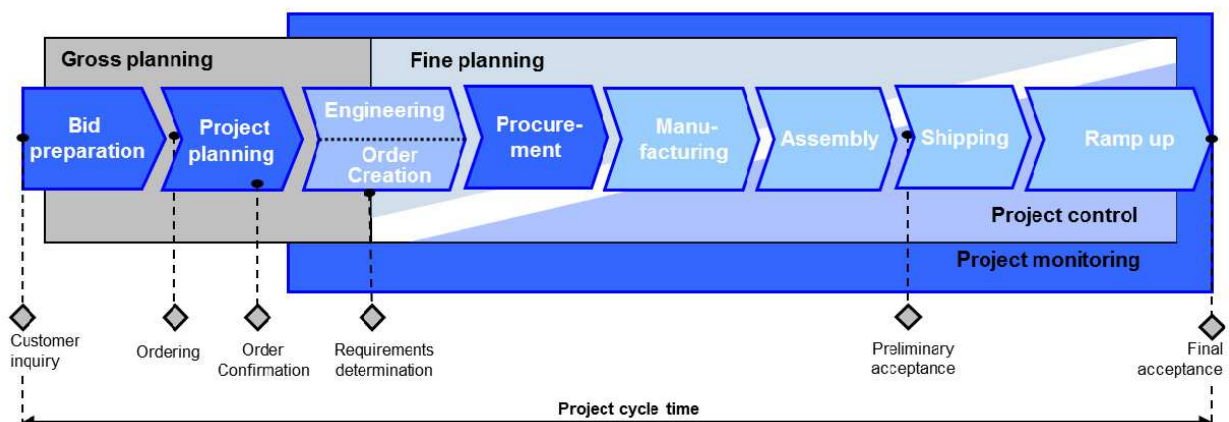 Gross planning
Fine planning
Bid
preparation
Project
planning
Engineering
Order
Creation
Procure-
ment
Manu-
facturing
Assembly
Shipping
Ramp up
Project control
Project monitoring
Customer
inquiry
Ordering
Order
Confirmation
Requirements
determination
Preliminary
acceptance
Final
acceptance
Project cycle time